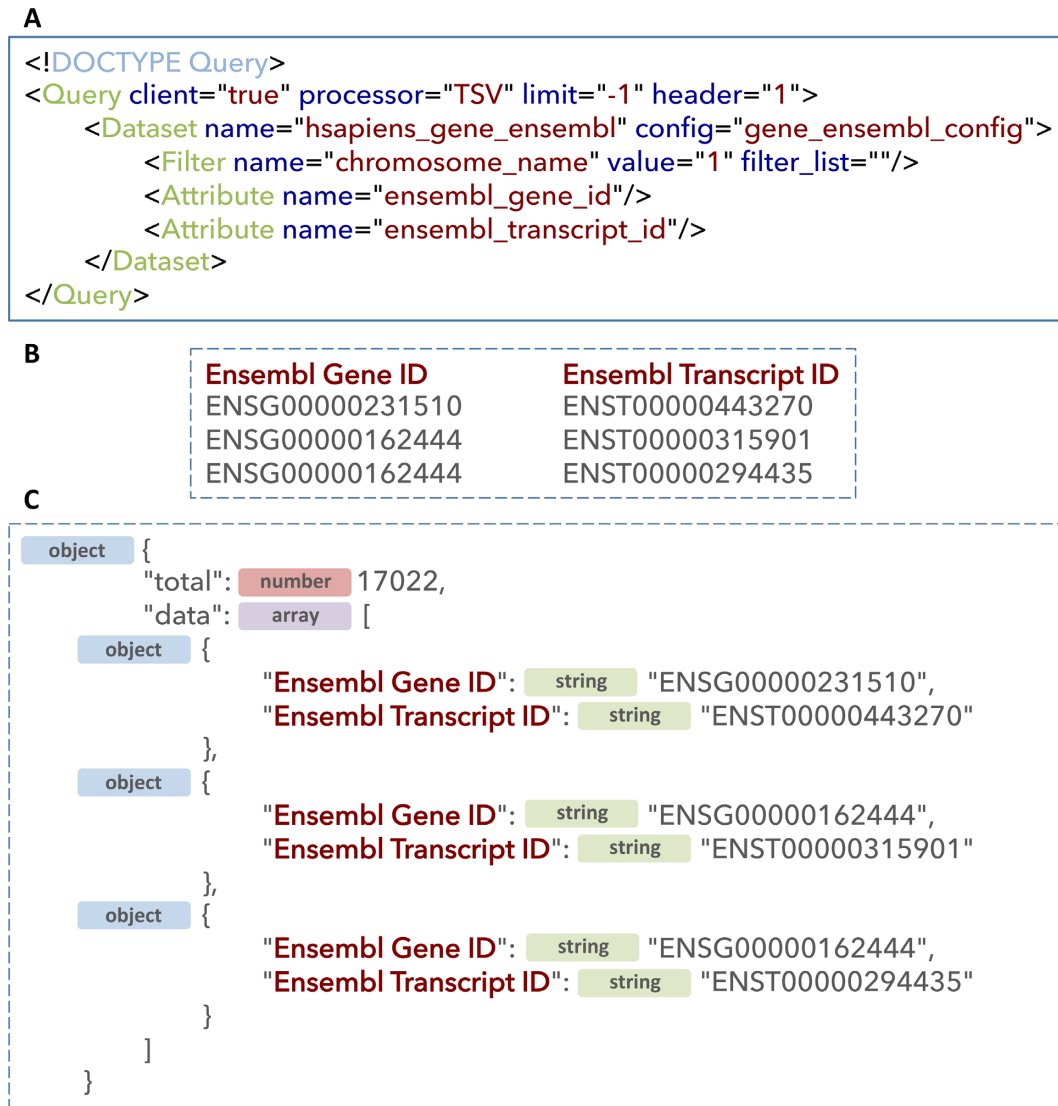 A
<!DOCTYPE Query>
<Query client="true" processor="TSV" limit="-1" header="1">
<Dataset name="hsapiens_gene_ensembl" config="gene_ensembl_config">
<Filter name="chromosome_name" value="1" filter_list=""/>
<Attribute name="ensembl_gene_id"/>
<Attribute name="ensembl_transcript_id"/>
</Dataset>
</Query>
B
Ensembl Gene ID Ensembl Transcript ID
ENSG00000231510 ENST00000443270
ENSG00000162444 ENST00000315901
ENSG00000162444 ENST00000294435
C
object {
"total": number 17022,
"data": array [
object {
"Ensembl Gene ID": string "ENSG00000231510",
"Ensembl Transcript ID": string "ENST00000443270"
},
object {
"Ensembl Gene ID": string "ENSG00000162444",
"Ensembl Transcript ID": string "ENST00000315901"
},
object {
"Ensembl Gene ID": string "ENSG00000162444",
"Ensembl Transcript ID": string "ENST00000294435"
}
]
}